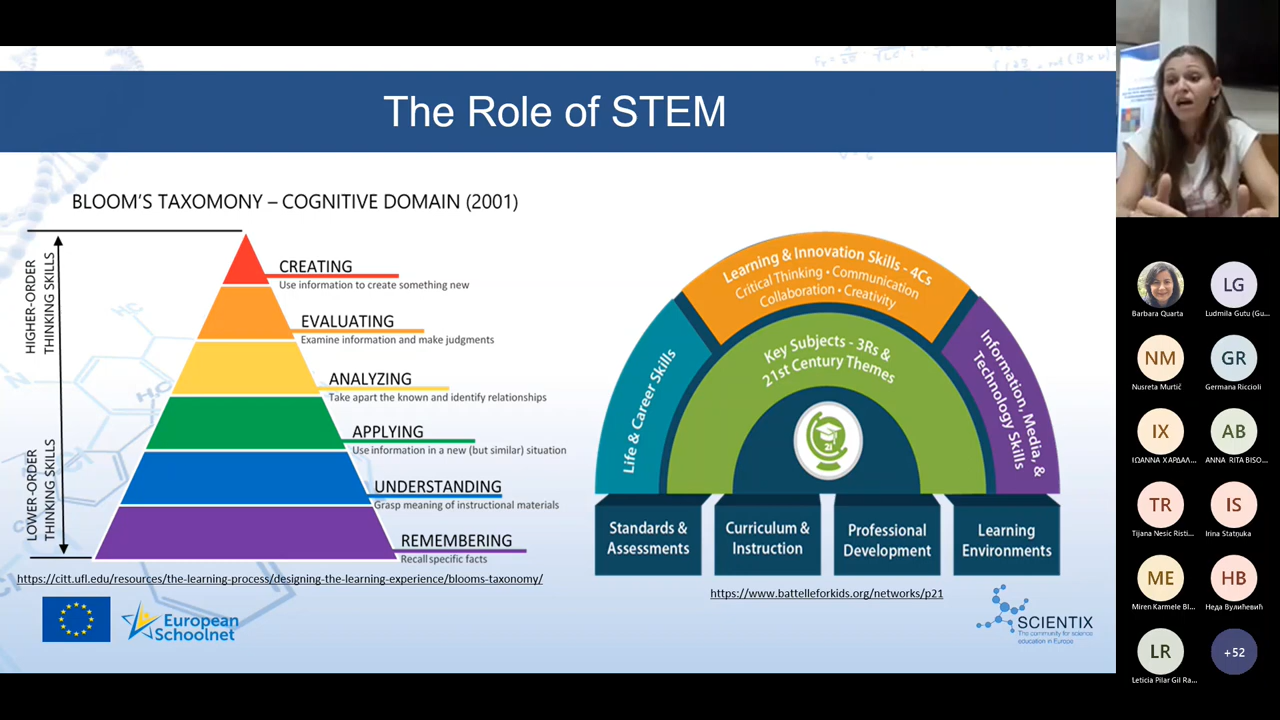 The Role of STEM
BLOOM'S TAXOMONY – COGNITIVE DOMAIN (2001)
HIGHER-ORDER
THINKING SKILLS
LOWER-ORDER
THINKING SKILLS
CREATING
Use information to create something new
EVALUATING
Examine information and make judgments
ANALYZING
Take apart the known and identify relationships
APPLYING
Use information in a new (but similar) situation
UNDERSTANDING
Grasp meaning of instructional materials
REMEMBERING
Recall specific facts
https://citt.ufl.edu/resources/the-learning-process/designing-the-learning-experience/blooms-taxonomy/
Learning & Innovation Skills - 4Cs
Critical Thinking • Communication
Collaboration • Creativity
Life & Career Skills
Key Subjects - 3Rs &
21st Century Themes
Information, Media, &
Technology Skills
21
Standards &
Assessments
Curriculum &
Instruction
Professional
Development
Learning
Environments
https://www.battelleforkids.org/networks/p21
European
Schoolnet
SCIENTIX
The community for science
education in Europe
Barbara Quarta
LG
Ludmila Gutu (Gu...
NM
Nusreta Murtić
GR
Germana Riccioli
IX
ΙΩΑΝΝΑ ΧΑΡΔΑΛ...
AB
ANNA RITA BISO...
TR
Tijana Nesic Risti...
IS
Irina Statnuka
ME
Miren Karmele Bl...
HB
Неда Вулићевић
LR
Leticia Pilar Gil Ra...
+52